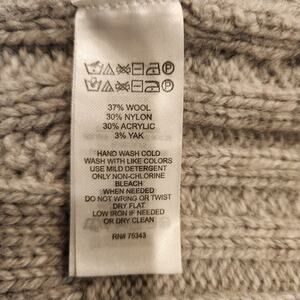 37% WOOL
30% NYLON
30% ACRYLIC
3% YAK
HAND WASH COLD
WASH WITH LIKE COLORS
USE MILD DETERGENT
ONLY NON-CHLORINE
BLEACH
WHEN NEEDED
DO NOT WRING OR TWIST
DRY FLAT
LOW IRON IF NEEDED
OR DRY CLEAN
RN# 75343